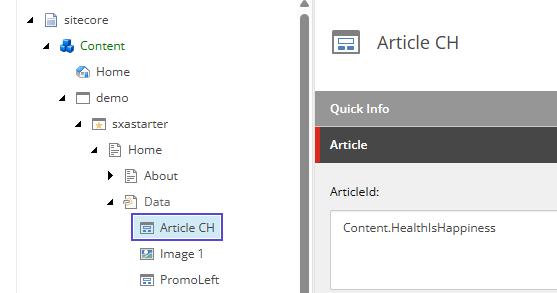 sitecore
Content
Home
demo
sxastarter
Home
About
Data
Article CH
Image 1
PromoLeft
Article CH
Quick Info
Article
ArticleId:
Content.HealthIsHappiness